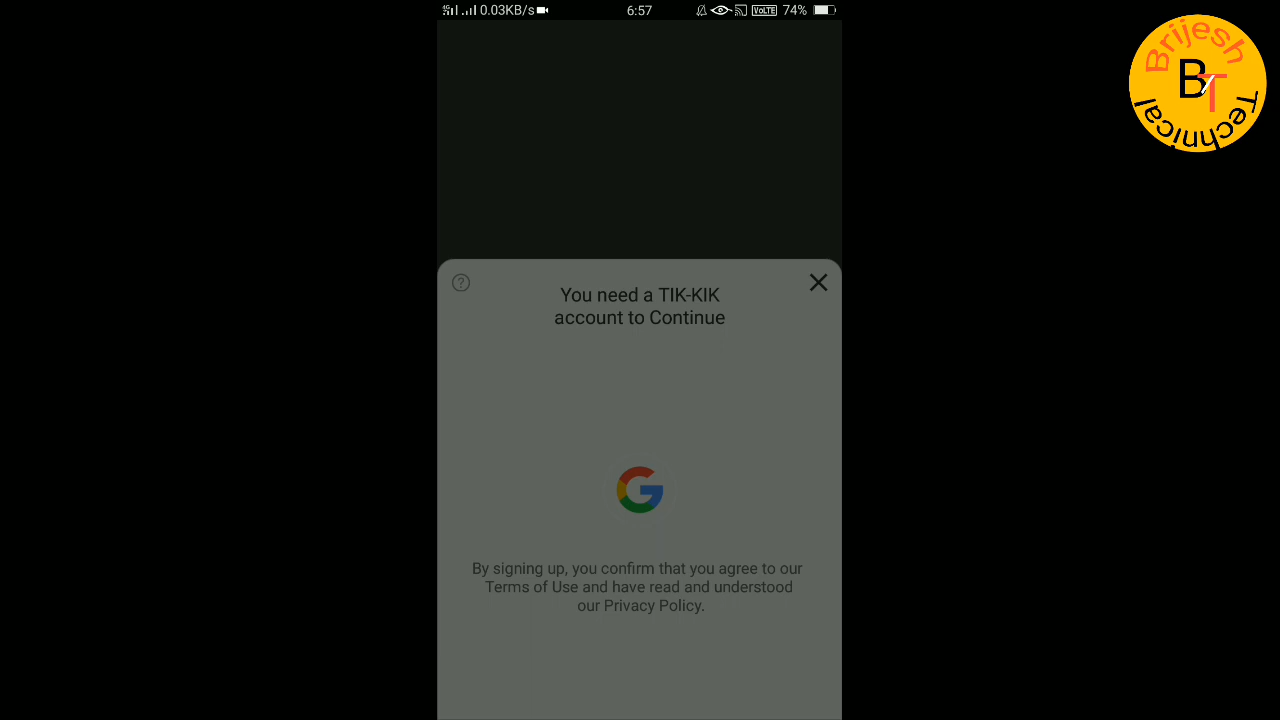 4G 0.03KB/s 6:57 VoLTE 74%
Brijesh
BT
Technical
?
You need a TIK-KIK
account to Continue
By signing up, you confirm that you agree to our
Terms of Use and have read and understood
our Privacy Policy.